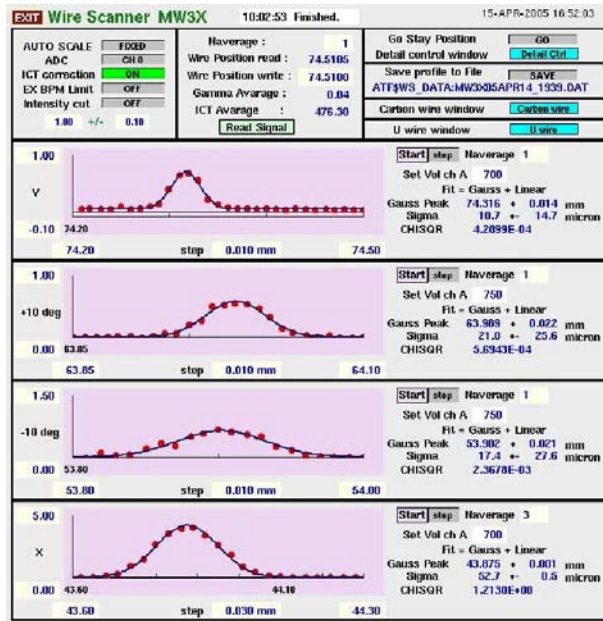 EXIT Wire Scanner MW3X 10:02:53 Finished. 15-APR-2005 16:52:03
AUTO SCALE FIXED
ADC CH 0
ICT correction ON
EX BPM Limit OFF
Intensity cut OFF
1.00 +/- 0.10
Naverage : 1
Wire Position read : 74.5105
Wire Position write : 74.5100
Gamma Avarage : 0.04
ICT Avarage : 476.30
Read Signal
Go Stay Position GO
Detail control window Detail Ctrl
Save profile to File SAVE
ATF$WS_DATA:MW3X05APR14_1939.DAT
Carbon wire window Carbon wire
U wire window U wire
1.00
Y
-0.10 74.20
74.20 step 0.010 mm 74.50
Start step Naverage 1
Set Vol ch A 700
Fit = Gauss + Linear
Gauss Peak 74.316 + 0.014 mm
Sigma 10.7 +- 14.7 micron
CHISQR 4.2099E-04
1.00
+10 deg
0.00 63.85
63.85 step 0.010 mm 64.10
Start step Naverage 1
Set Vol ch A 750
Fit = Gauss + Linear
Gauss Peak 63.989 + 0.022 mm
Sigma 21.0 +- 25.6 micron
CHISQR 5.6943E-04
1.50
-10 deg
0.00 53.80
53.80 step 0.010 mm 54.00
Start step Naverage 1
Set Vol ch A 750
Fit = Gauss + Linear
Gauss Peak 53.902 + 0.021 mm
Sigma 17.4 +- 27.6 micron
CHISQR 2.3678E-03
5.00
X
0.00 43.60 44.10
43.60 step 0.030 mm 44.30
Start step Naverage 3
Set Vol ch A 700
Fit = Gauss + Linear
Gauss Peak 43.875 + 0.001 mm
Sigma 52.7 +- 0.5 micron
CHISQR 1.2130E+00